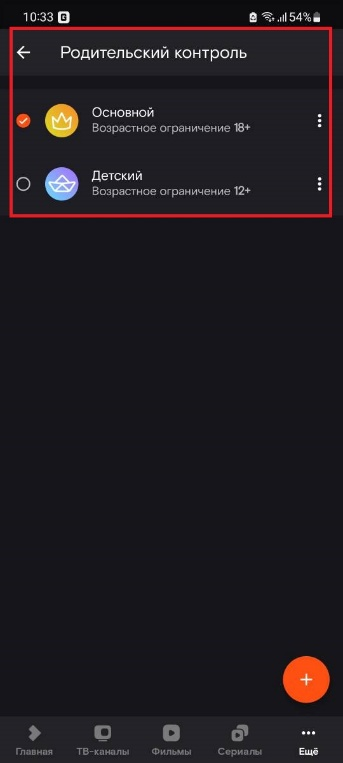 10:33 G 54%
Родительский контроль
Основной
Возрастное ограничение 18+
Детский
Возрастное ограничение 12+
+
Главная ТВ-каналы Фильмы Сериалы Ещё